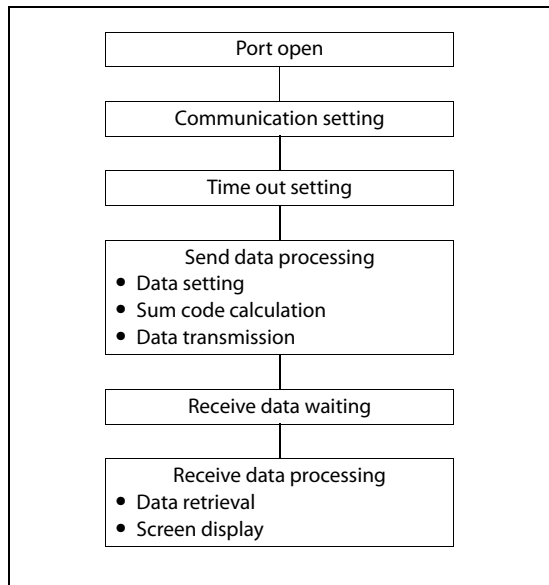 Port open
Communication setting
Time out setting
Send data processing
• Data setting
• Sum code calculation
• Data transmission
Receive data waiting
Receive data processing
• Data retrieval
• Screen display